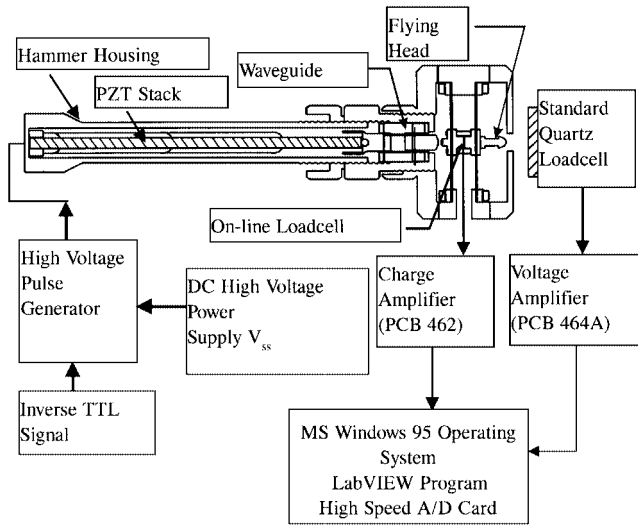 Flying
Head
Hammer Housing
Waveguide
PZT Stack
Standard
Quartz
Loadcell
On-line Loadcell
High Voltage
Pulse
Generator
DC High Voltage
Power
Supply Vss
Charge
Amplifier
(PCB 462)
Voltage
Amplifier
(PCB 464A)
Inverse TTL
Signal
MS Windows 95 Operating
System
LabVIEW Program
High Speed A/D Card